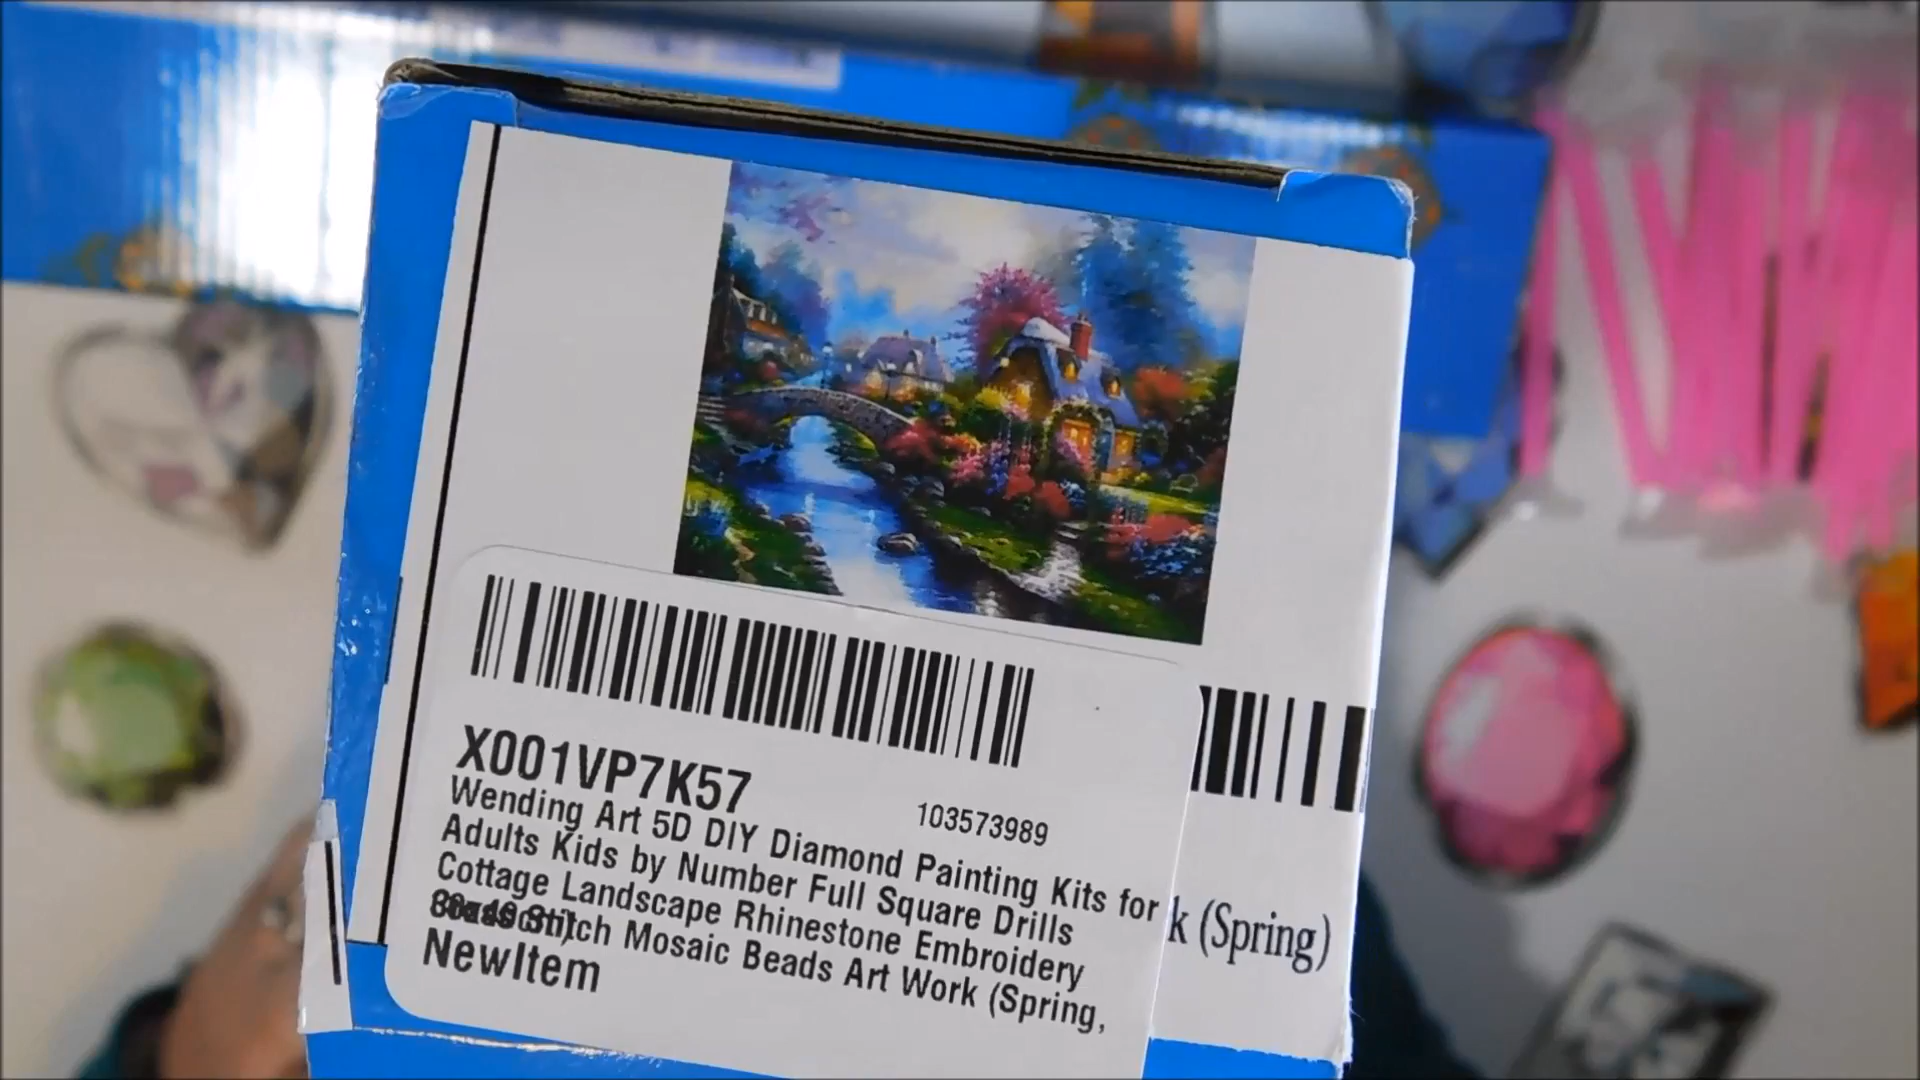 X001VP7K57
103573989
Wending Art 5D DIY Diamond Painting Kits for
Adults Kids by Number Full Square Drills
Cottage Landscape Rhinestone Embroidery
Stitch Mosaic Beads Art Work (Spring,
NewItem
k (Spring)